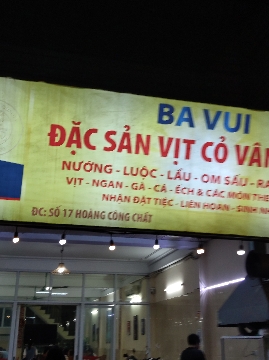 BA VUI
ĐẶC SẢN VỊT CỎ VÂN
NƯỚNG - LUỘC - LẨU - OM SẤU -
VỊT - NGAN - GÀ - CÁ - ẾCH & CÁC MÓN
NHẬN ĐẶT TIỆC - LIÊN HOAN - SINH
ĐC: SỐ 17 HOÀNG CÔNG CHẤT